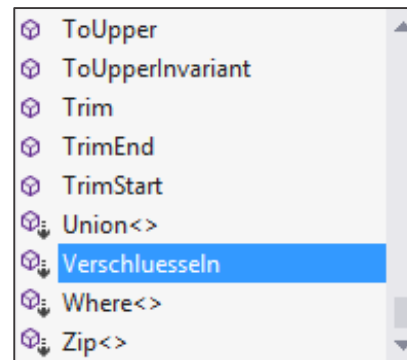 ToUpper
ToUpperInvariant
Trim
TrimEnd
TrimStart
Union<>
Verschluesseln
Where<>
Zip<>